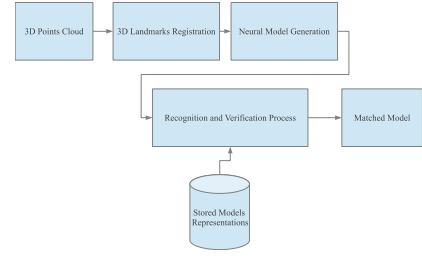 3D Points Cloud
3D Landmarks Registration
Neural Model Generation
Recognition and Verification Process
Matched Model
Stored Models
Representations